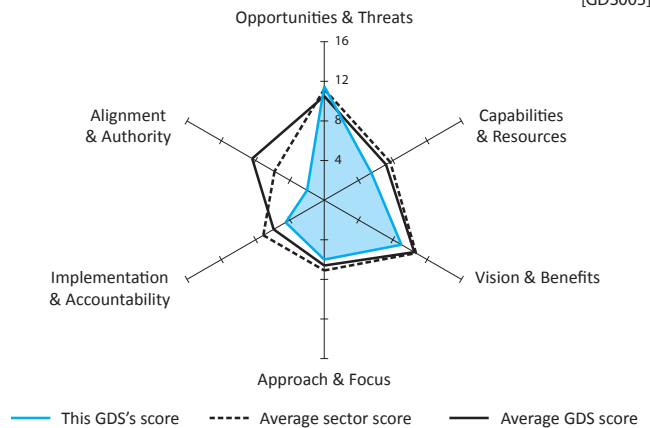 Opportunities & Threats
16
12
8
4
Alignment
& Authority
Capabilities
& Resources
Implementation
& Accountability
Vision & Benefits
Approach & Focus
This GDS's score
Average sector score
Average GDS score